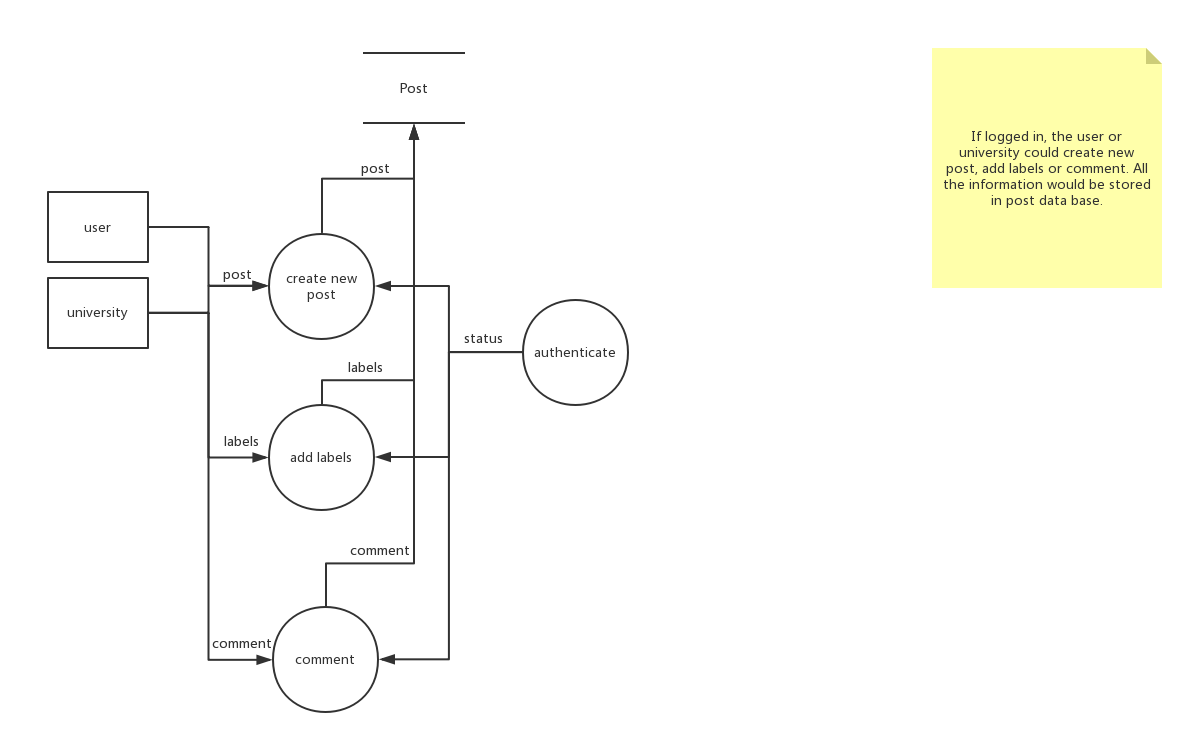 Post
post
user
post
create new
post
university
status
authenticate
labels
labels
add labels
comment
comment
comment
If logged in, the user or
university could create new
post, add labels or comment. All
the information would be stored
in post data base.